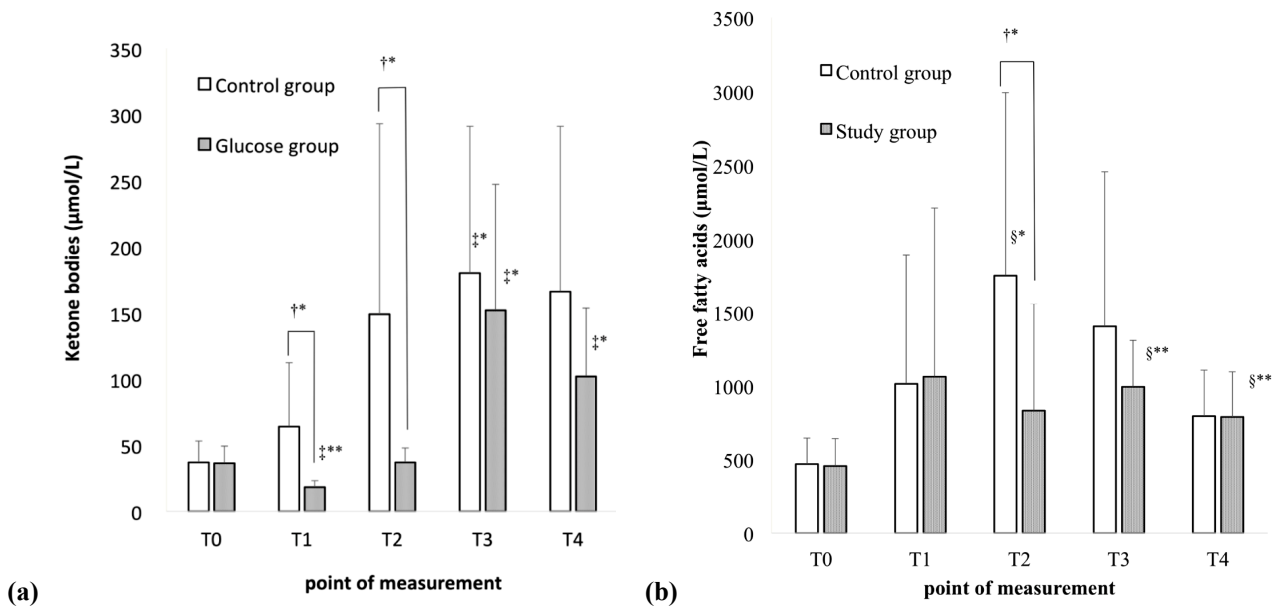 350
300
250
200
150
100
50
0
Ketone bodies (µmol/L)
Control group
Glucose group
†*
‡**
†*
‡*
‡*
‡*
T0 T1 T2 T3 T4
point of measurement
(a)
3500
3000
2500
2000
1500
1000
500
0
Free fatty acids (µmol/L)
Control group
Study group
†*
§*
§**
§**
T0 T1 T2 T3 T4
point of measurement
(b)